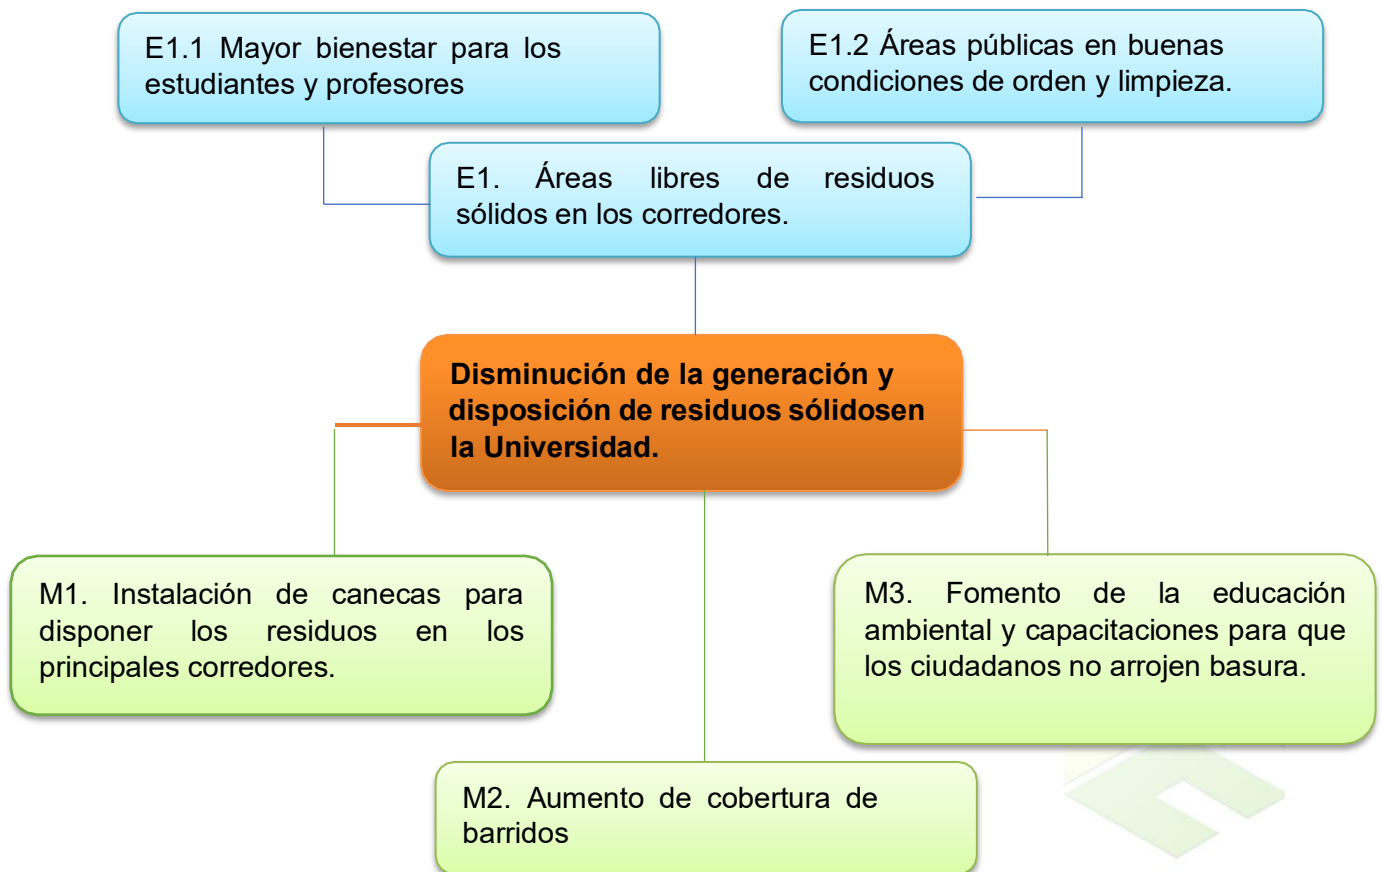 E1.1 Mayor bienestar para los
estudiantes y profesores
E1.2 Áreas públicas en buenas
condiciones de orden y limpieza.
E1. Áreas libres de residuos
sólidos en los corredores.
Disminución de la generación y
disposición de residuos sólidosen
la Universidad.
M1. Instalación de canecas para
disponer los residuos en los
principales corredores.
M3. Fomento de la educación
ambiental y capacitaciones para que
los ciudadanos no arrojen basura.
M2. Aumento de cobertura de
barridos